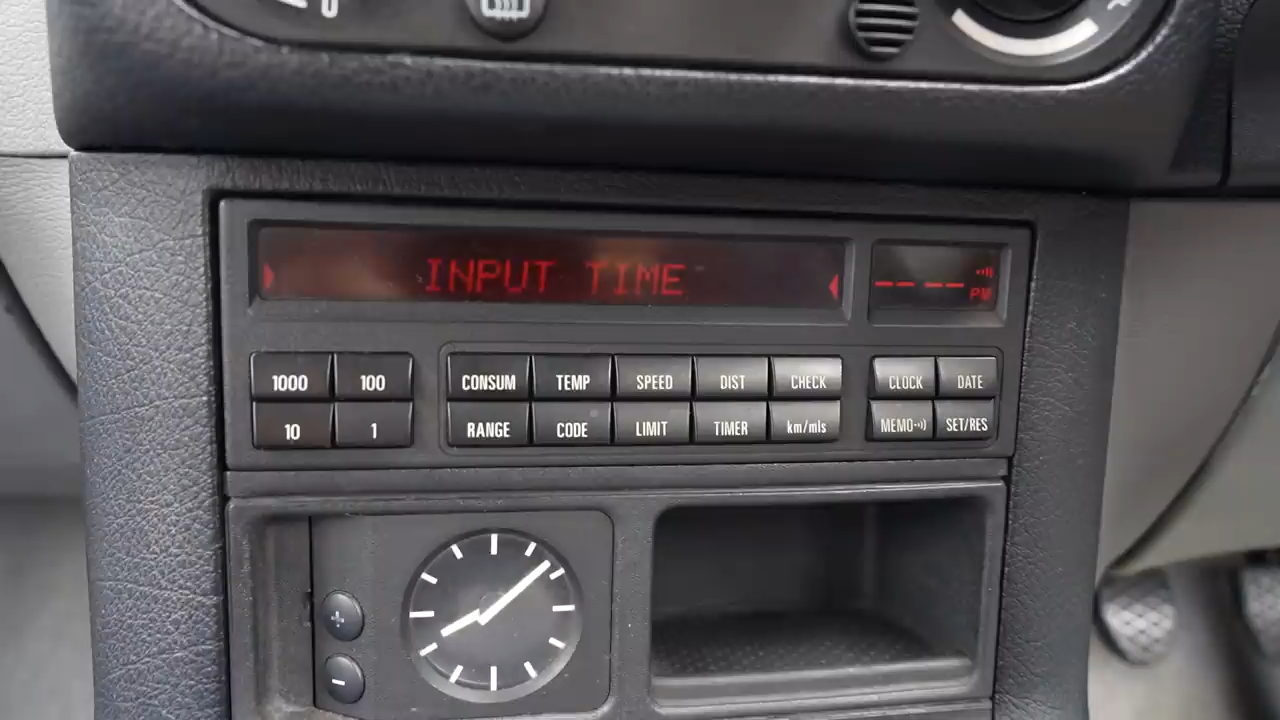 INPUT TIME
-- -- PM
1000 100 CONSUM TEMP SPEED DIST CHECK CLOCK DATE
10 1 RANGE CODE LIMIT TIMER km/mls MEMO SET/RES
+
-